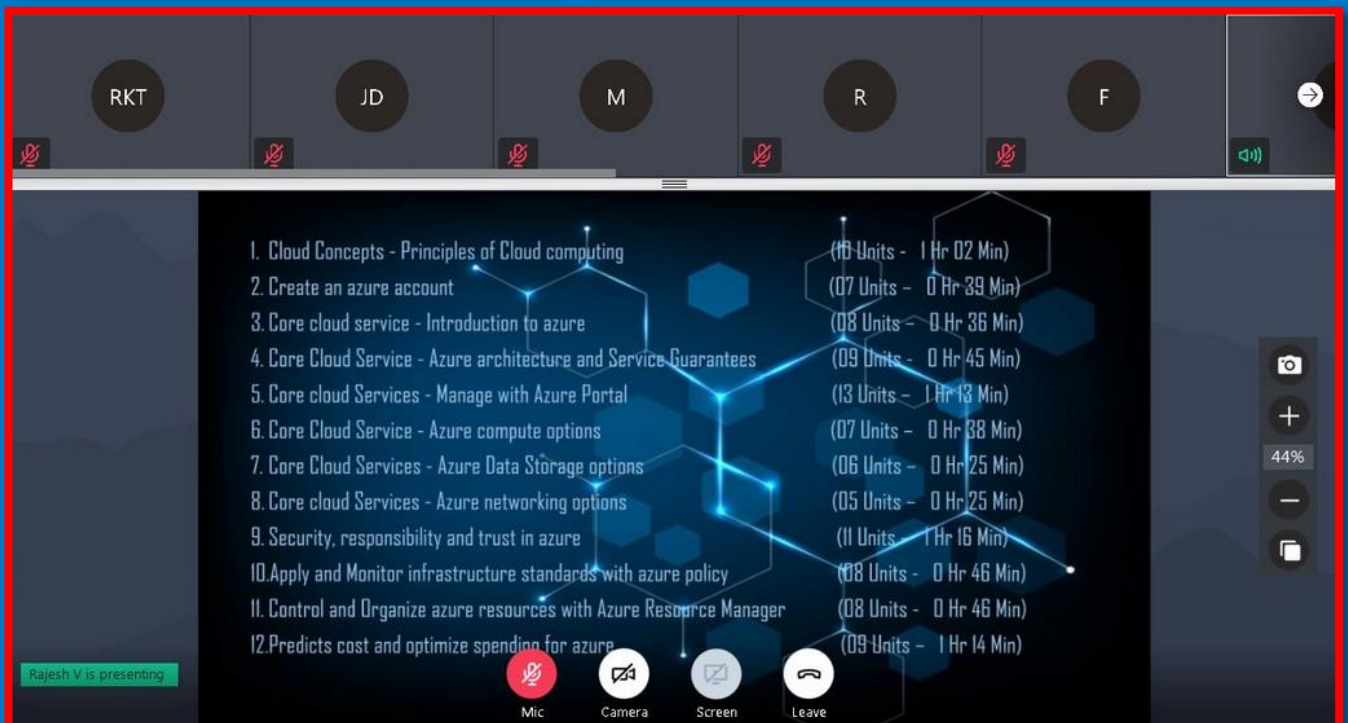 RKT JD M R F
1. Cloud Concepts - Principles of Cloud computing (10 Units - 1 Hr 02 Min)
2. Create an azure account (07 Units – 0 Hr 39 Min)
3. Core cloud service - Introduction to azure (08 Units – 0 Hr 36 Min)
4. Core Cloud Service - Azure architecture and Service Guarantees (09 Units - 0 Hr 45 Min)
5. Core cloud Services - Manage with Azure Portal (13 Units – 1 Hr 13 Min)
6. Core Cloud Service - Azure compute options (07 Units – 0 Hr 38 Min)
7. Core Cloud Services - Azure Data Storage options (06 Units - 0 Hr 25 Min)
8. Core cloud Services - Azure networking options (05 Units – 0 Hr 25 Min)
9. Security, responsibility and trust in azure (11 Units - 1 Hr 16 Min)
10.Apply and Monitor infrastructure standards with azure policy (08 Units - 0 Hr 46 Min)
11. Control and Organize azure resources with Azure Resource Manager (08 Units - 0 Hr 46 Min)
12.Predicts cost and optimize spending for azure (09 Units – 1 Hr 14 Min)
44%
Rajesh V is presenting
Mic Camera Screen Leave